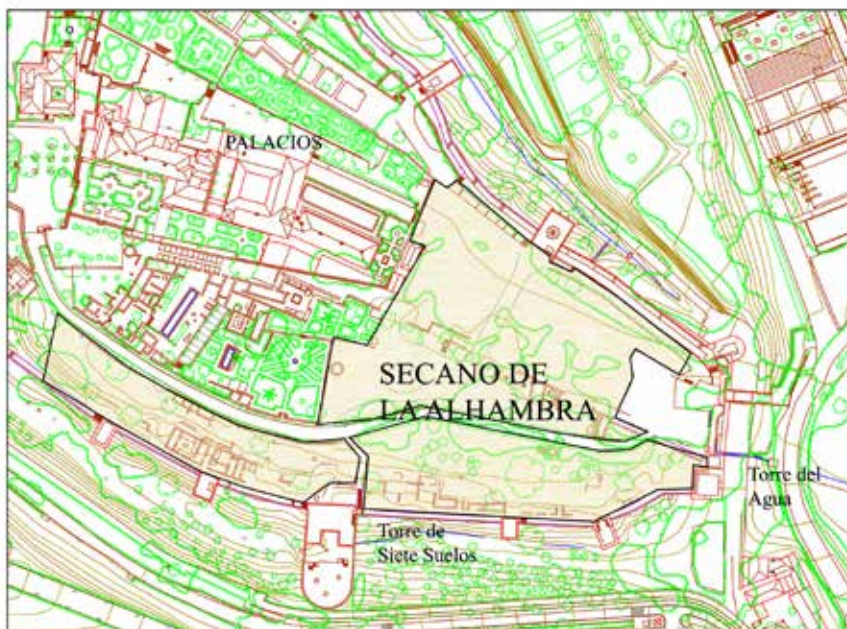 PALACIOS
SECANO DE
LA ALHAMBRA
Torre del
Agua
Torre de
Siete Suelos